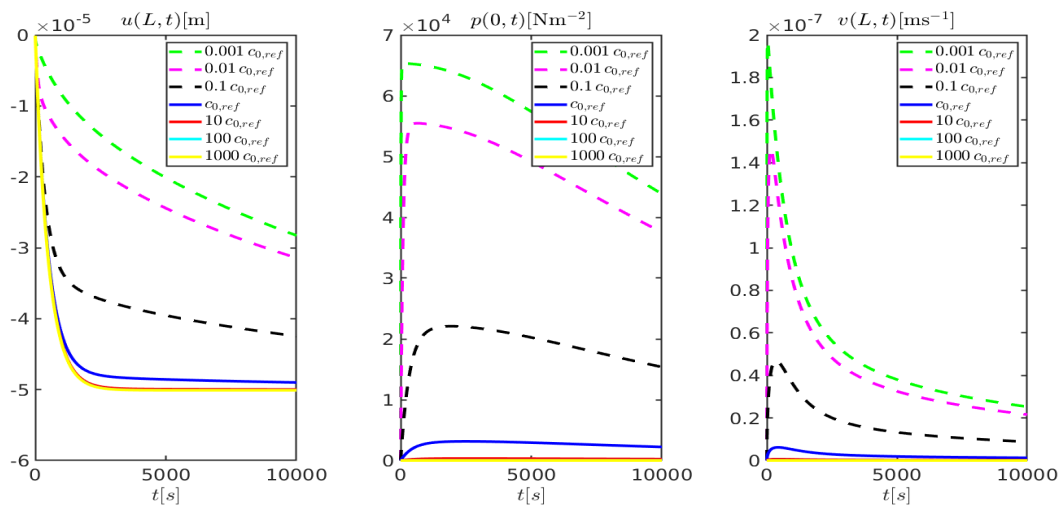 ×10⁻⁵ u(L, t)[m]
0
-1
-2
-3
-4
-5
-6
0 5000 10000
t[s]
0.001 c₀,ref
0.01 c₀,ref
0.1 c₀,ref
c₀,ref
10 c₀,ref
100 c₀,ref
1000 c₀,ref
×10⁴ p(0, t)[Nm⁻²]
7
6
5
4
3
2
1
0
0 5000 10000
t[s]
0.001 c₀,ref
0.01 c₀,ref
0.1 c₀,ref
c₀,ref
10 c₀,ref
100 c₀,ref
1000 c₀,ref
×10⁻⁷ v(L, t)[ms⁻¹]
2
1.8
1.6
1.4
1.2
1
0.8
0.6
0.4
0.2
0
0 5000 10000
t[s]
0.001 c₀,ref
0.01 c₀,ref
0.1 c₀,ref
c₀,ref
10 c₀,ref
100 c₀,ref
1000 c₀,ref